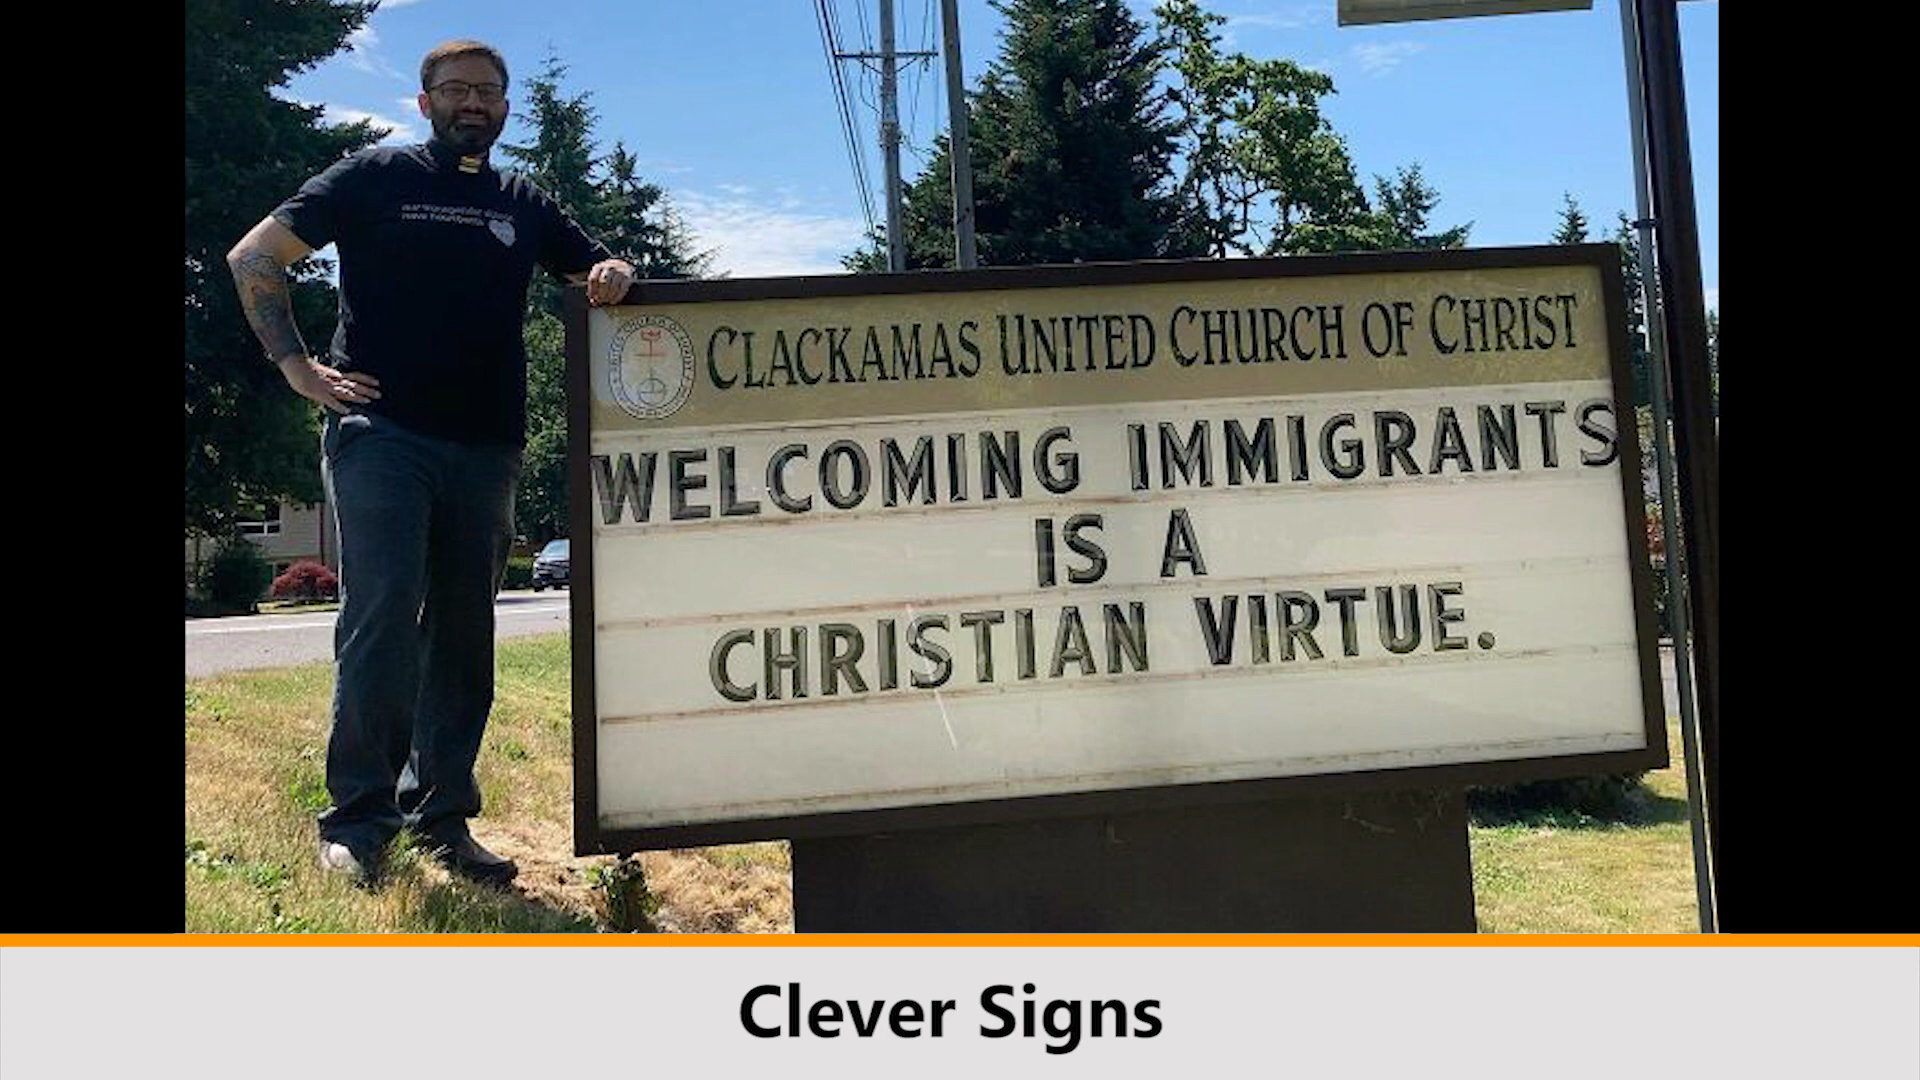 CLACKAMAS UNITED CHURCH OF CHRIST
WELCOMING IMMIGRANTS
IS A
CHRISTIAN VIRTUE.
Clever Signs